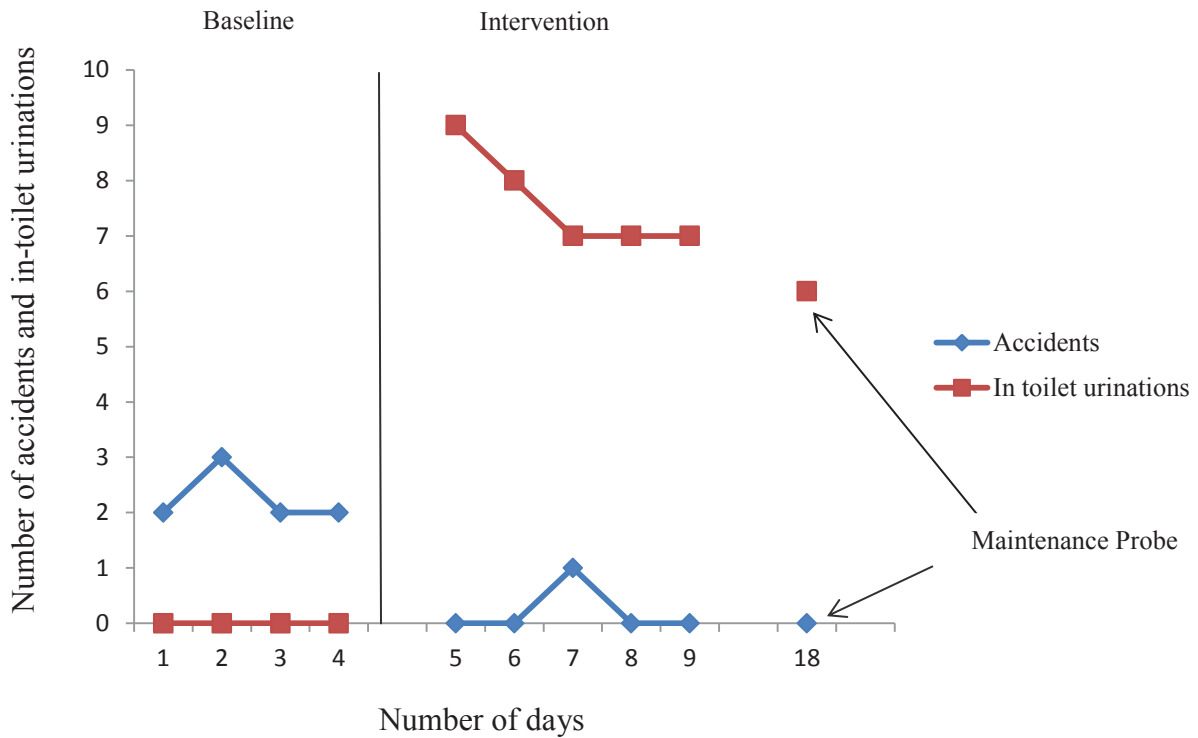 Baseline
Intervention
Number of accidents and in-toilet urinations
10
9
8
7
6
5
4
3
2
1
0
1 2 3 4 5 6 7 8 9 18
Number of days
Accidents
In toilet urinations
Maintenance Probe